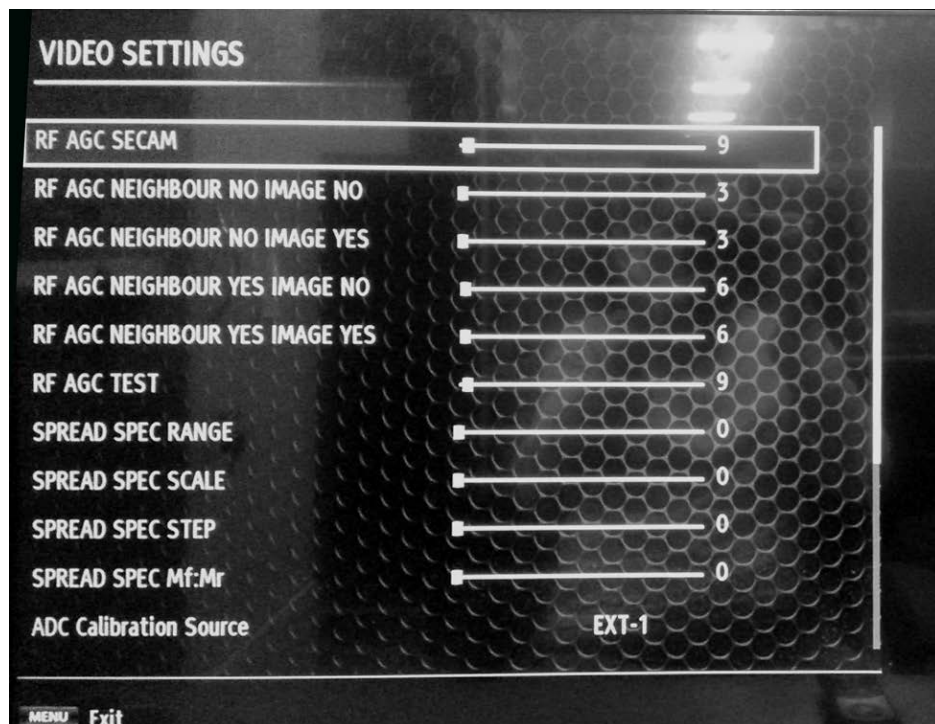 VIDEO SETTINGS
RF AGC SECAM 9
RF AGC NEIGHBOUR NO IMAGE NO 3
RF AGC NEIGHBOUR NO IMAGE YES 3
RF AGC NEIGHBOUR YES IMAGE NO 6
RF AGC NEIGHBOUR YES IMAGE YES 6
RF AGC TEST 9
SPREAD SPEC RANGE 0
SPREAD SPEC SCALE 0
SPREAD SPEC STEP 0
SPREAD SPEC Mf:Mr 0
ADC Calibration Source EXT-1
MENU Exit